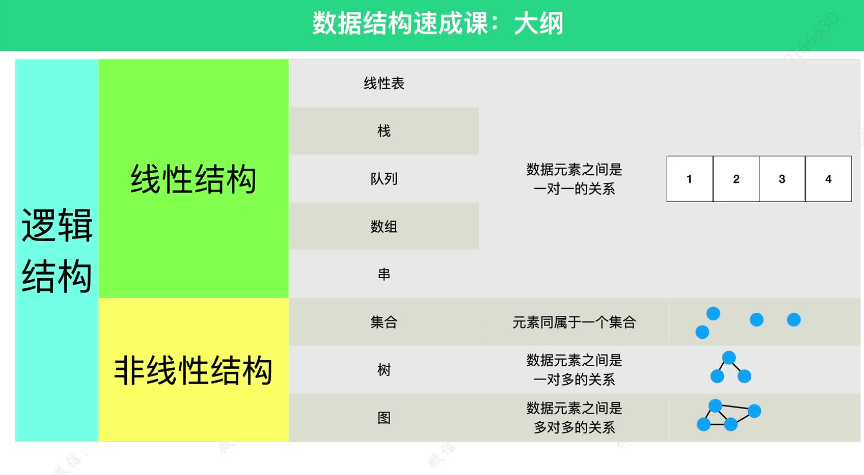 数据结构速成课：大纲
逻辑
结构
线性结构
线性表
栈
队列
数组
串
数据元素之间是
一对一的关系
1 2 3 4
非线性结构
集合
元素同属于一个集合
树
数据元素之间是
一对多的关系
图
数据元素之间是
多对多的关系
微信：
微信